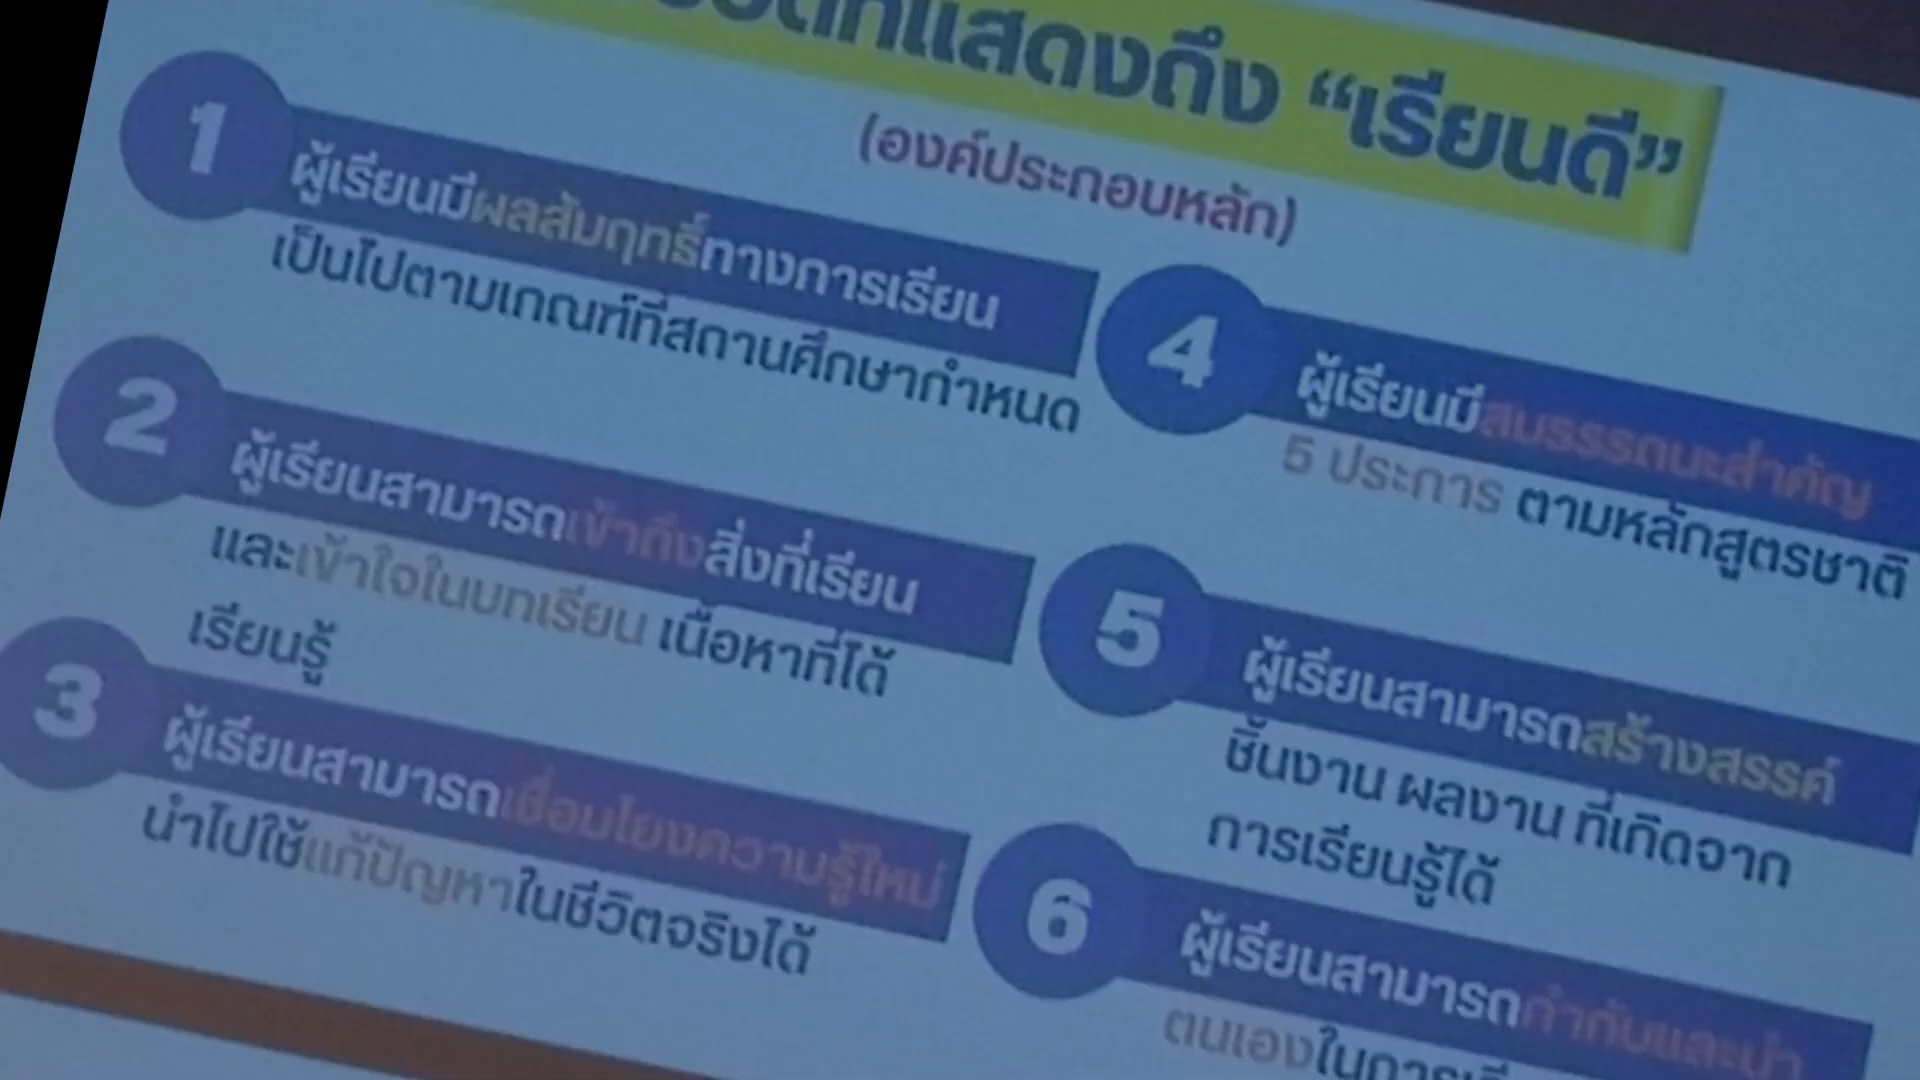 ที่แสดงถึง “เรียนดี”
(องค์ประกอบหลัก)
1
ผู้เรียนมีผลสัมฤทธิ์ทางการเรียน
เป็นไปตามเกณฑ์ที่สถานศึกษากำหนด
2
ผู้เรียนสามารถเข้าถึงสิ่งที่เรียน
และเข้าใจในบทเรียน เนื้อหาที่ได้
เรียนรู้
3
ผู้เรียนสามารถเชื่อมโยงความรู้ใหม่
นำไปใช้แก้ปัญหาในชีวิตจริงได้
4
ผู้เรียนมีสมรรรถนะสำคัญ
5 ประการ ตามหลักสูตรชาติ
5
ผู้เรียนสามารถสร้างสรรค์
ชิ้นงาน ผลงาน ที่เกิดจาก
การเรียนรู้ได้
6
ผู้เรียนสามารถกำกับและนำ
ตนเองในการ